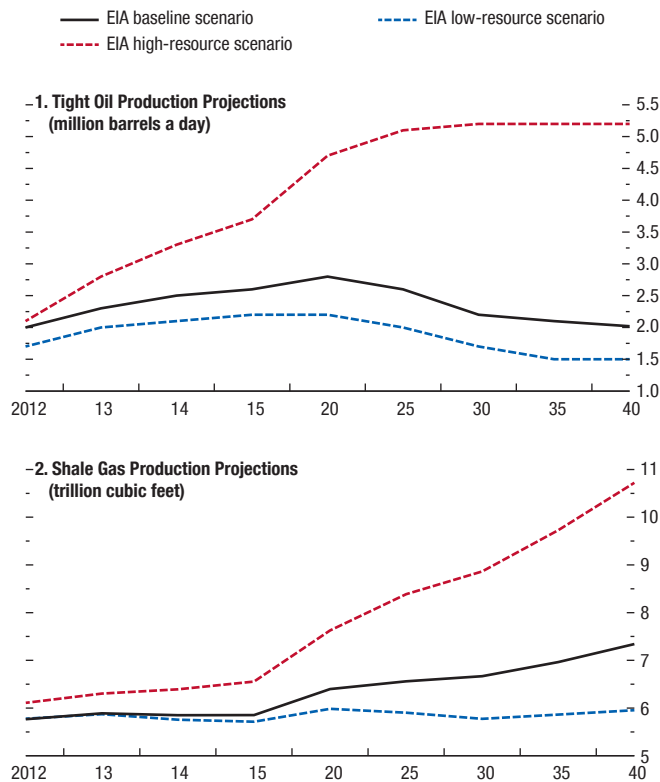 EIA baseline scenario
EIA low-resource scenario
EIA high-resource scenario
1. Tight Oil Production Projections
(million barrels a day)
5.5
5.0
4.5
4.0
3.5
3.0
2.5
2.0
1.5
1.0
2012 13 14 15 20 25 30 35 40
2. Shale Gas Production Projections
(trillion cubic feet)
11
10
9
8
7
6
5
2012 13 14 15 20 25 30 35 40